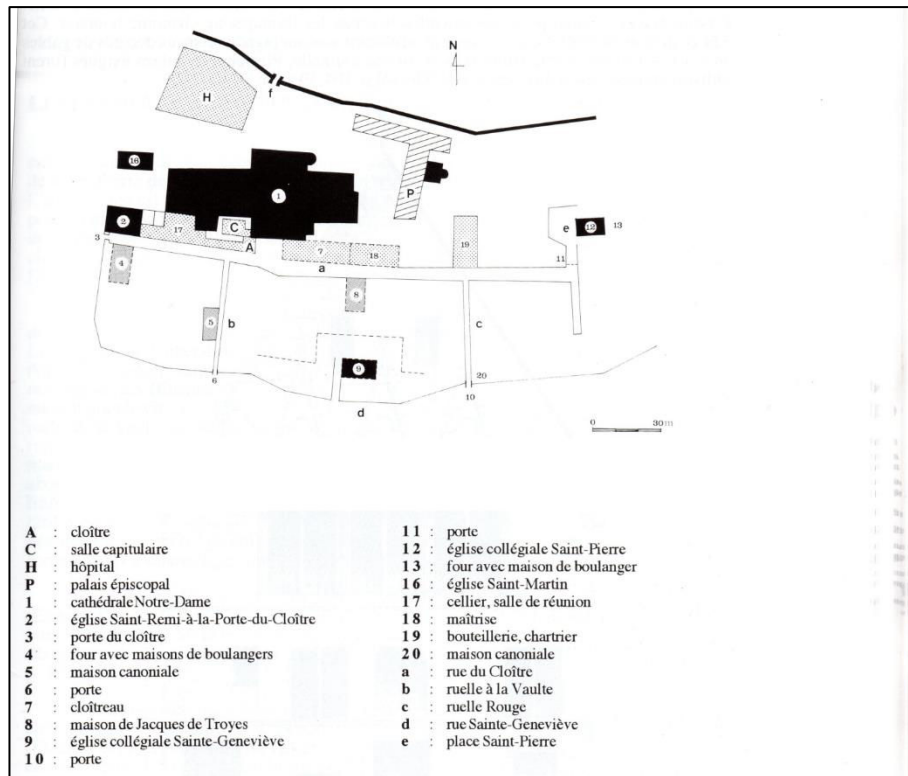 N
H
f
16
1
P
2
C
17
A
3
7
18
19
e
12
13
a
11
4
8
5
b
c
9
20
6
10
d
0 30 m
A : cloître
C : salle capitulaire
H : hôpital
P : palais épiscopal
1 : cathédrale Notre-Dame
2 : église Saint-Remi-à-la-Porte-du-Cloître
3 : porte du cloître
4 : four avec maisons de boulangers
5 : maison canoniale
6 : porte
7 : cloîtreau
8 : maison de Jacques de Troyes
9 : église collégiale Sainte-Geneviève
10 : porte
11 : porte
12 : église collégiale Saint-Pierre
13 : four avec maison de boulanger
16 : église Saint-Martin
17 : cellier, salle de réunion
18 : maîtrise
19 : bouteillerie, chartrier
20 : maison canoniale
a : rue du Cloître
b : ruelle à la Vaulte
c : ruelle Rouge
d : rue Sainte-Geneviève
e : place Saint-Pierre